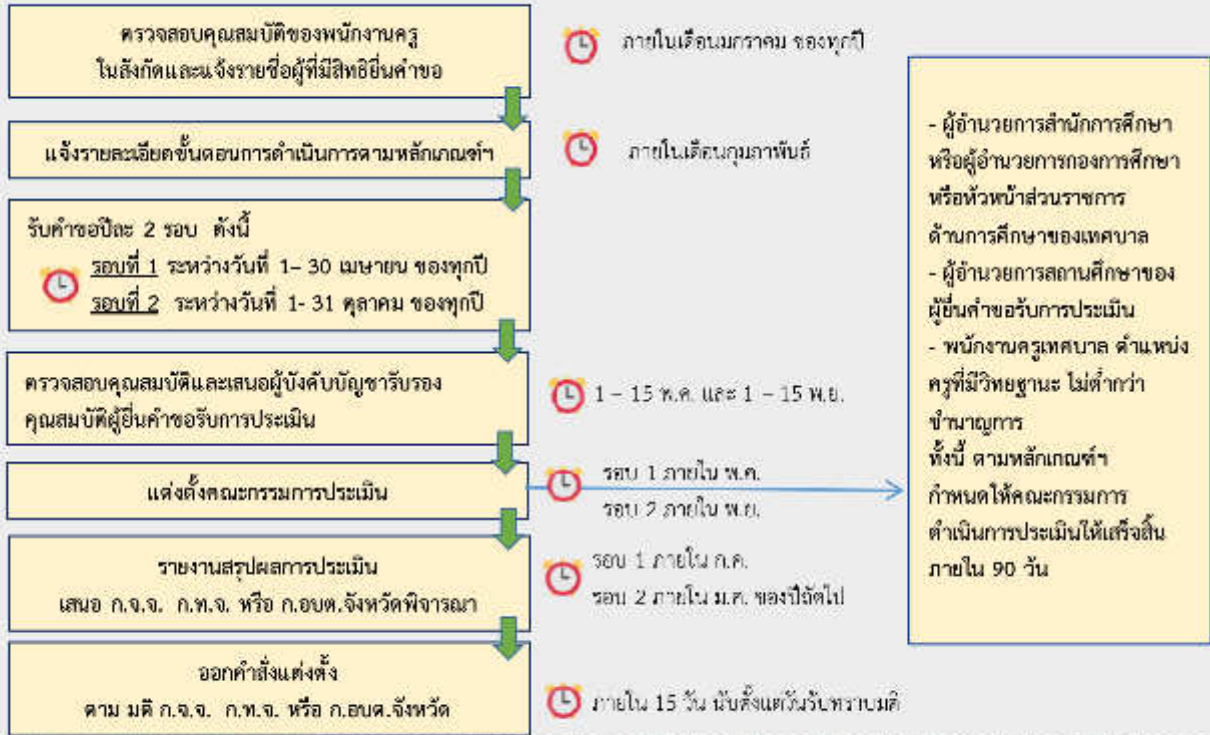 ตรวจสอบคุณสมบัติของพนักงานครู
ในสังกัดและแจ้งรายชื่อผู้ที่มีสิทธิยื่นคำขอ
ภายในเดือนมกราคม ของทุกปี
แจ้งรายละเอียดขั้นตอนการดำเนินการตามหลักเกณฑ์ฯ
ภายในเดือนกุมภาพันธ์
รับคำขอปีละ 2 รอบ ดังนี้
รอบที่ 1 ระหว่างวันที่ 1– 30 เมษายน ของทุกปี
รอบที่ 2 ระหว่างวันที่ 1- 31 ตุลาคม ของทุกปี
ตรวจสอบคุณสมบัติและเสนอผู้บังคับบัญชารับรอง
คุณสมบัติผู้ยื่นคำขอรับการประเมิน
1 – 15 พ.ค. และ 1 – 15 พ.ย.
แต่งตั้งคณะกรรมการประเมิน
รอบ 1 ภายใน พ.ค.
รอบ 2 ภายใน พ.ย.
รายงานสรุปผลการประเมิน
เสนอ ก.จ.จ. ก.ท.จ. หรือ ก.อบต.จังหวัดพิจารณา
รอบ 1 ภายใน ก.ค.
รอบ 2 ภายใน ม.ค. ของปีถัดไป
ออกคำสั่งแต่งตั้ง
ตาม มติ ก.จ.จ. ก.ท.จ. หรือ ก.อบต.จังหวัด
ภายใน 15 วัน นับตั้งแต่วันรับทราบมติ
- ผู้อำนวยการสำนักการศึกษา
หรือผู้อำนวยการกองการศึกษา
หรือหัวหน้าส่วนราชการ
ด้านการศึกษาของเทศบาล
- ผู้อำนวยการสถานศึกษาของ
ผู้ยื่นคำขอรับการประเมิน
- พนักงานครูเทศบาล ตำแหน่ง
ครูที่มีวิทยฐานะ ไม่ต่ำกว่า
ชำนาญการ
ทั้งนี้ ตามหลักเกณฑ์ฯ
กำหนดให้คณะกรรมการ
ดำเนินการประเมินให้เสร็จสิ้น
ภายใน 90 วัน